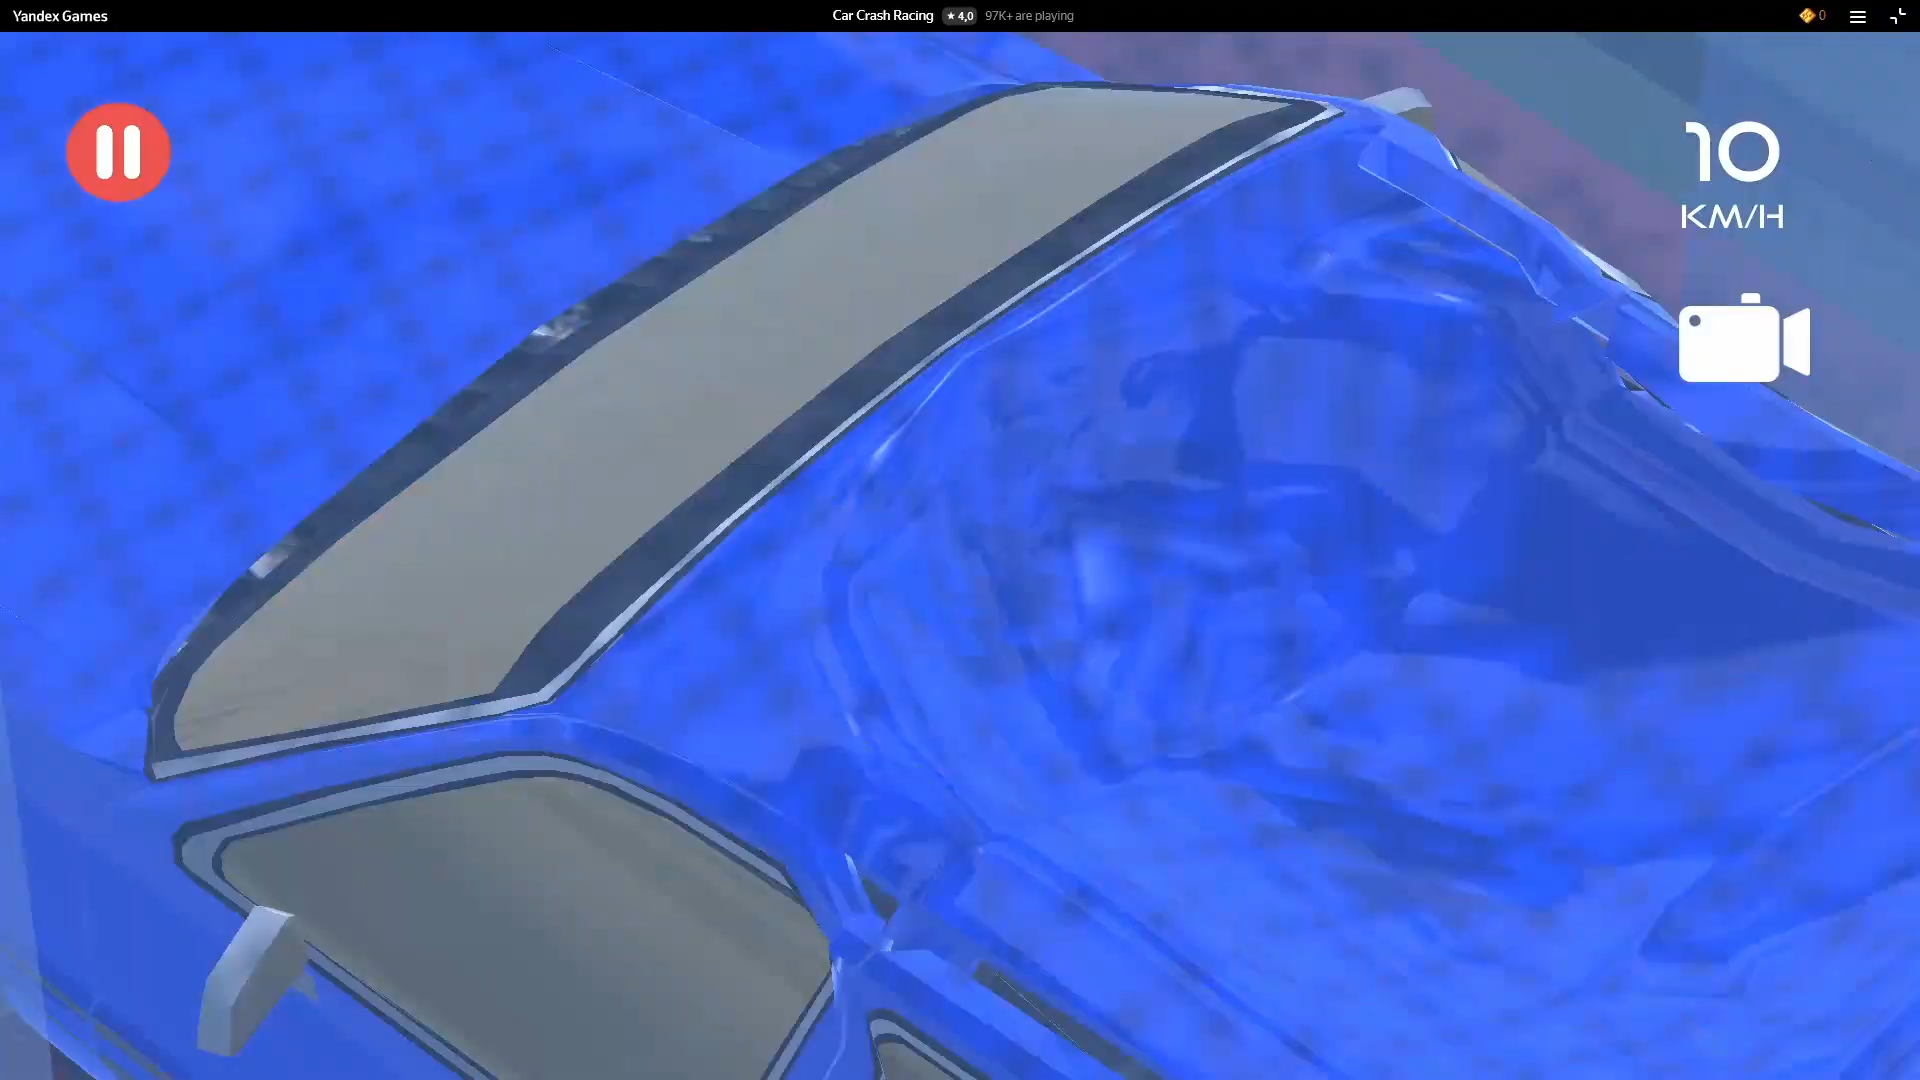 Yandex Games
Car Crash Racing ★ 4,0 97K+ are playing
0
10
KM/H